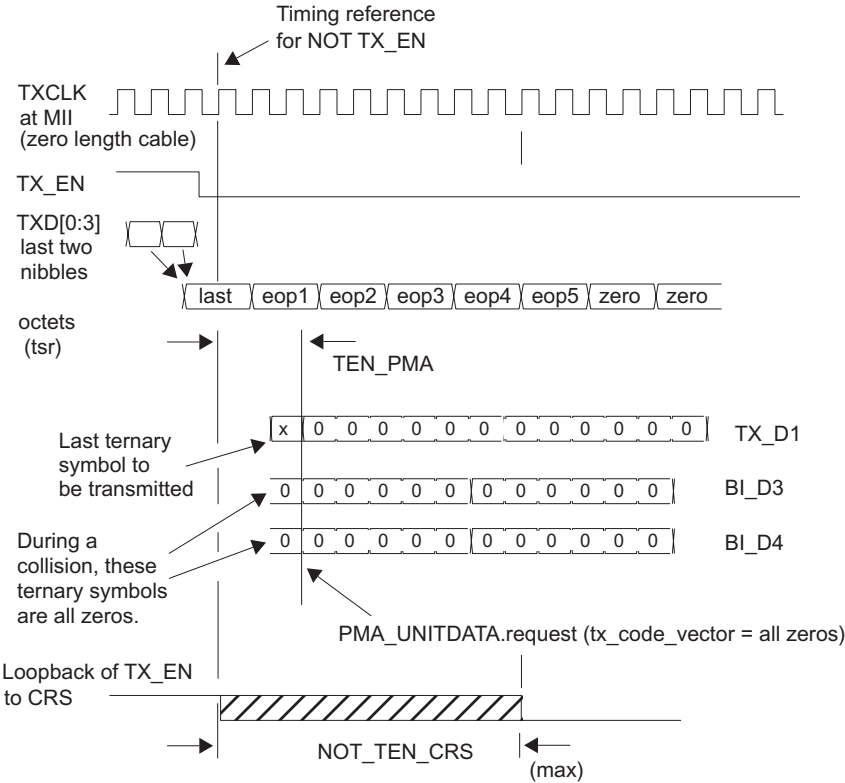 Timing reference
for NOT TX_EN
TXCLK
at MII
(zero length cable)
TX_EN
TXD[0:3]
last two
nibbles
last eop1 eop2 eop3 eop4 eop5 zero zero
octets
(tsr)
TEN_PMA
x 0 0 0 0 0 0 0 0 0 0 0 0
TX_D1
Last ternary
symbol to
be transmitted
0 0 0 0 0 0 0 0 0 0 0 0
BI_D3
0 0 0 0 0 0 0 0 0 0 0 0
BI_D4
During a
collision, these
ternary symbols
are all zeros.
PMA_UNITDATA.request (tx_code_vector = all zeros)
Loopback of TX_EN
to CRS
NOT_TEN_CRS
(max)